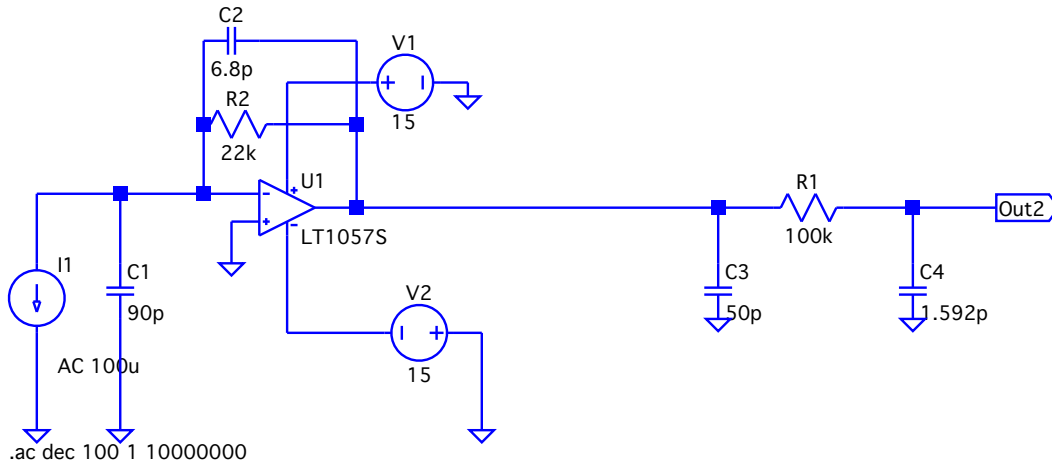 C2
6.8p
V1
15
R2
22k
U1
LT1057S
R1
100k
Out2
I1
AC 100u
C1
90p
V2
15
C3
50p
C4
1.592p
.ac dec 100 1 10000000